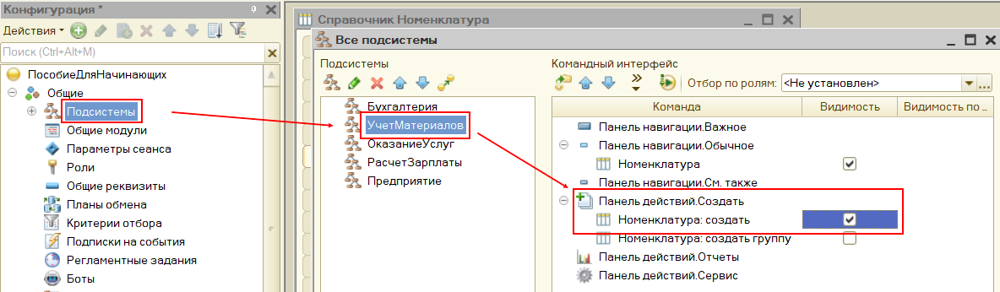 Конфигурация *
Действия
Поиск (Ctrl+Alt+M)
ПособиеДляНачинающих
Общие
Подсистемы
Общие модули
Параметры сеанса
Роли
Общие реквизиты
Планы обмена
Критерии отбора
Подписки на события
Регламентные задания
Боты
Справочник Номенклатура
Все подсистемы
Подсистемы
Бухгалтерия
УчетМатериалов
ОказаниеУслуг
РасчетЗарплаты
Предприятие
Командный интерфейс
Отбор по ролям: <Не установлен>
Команда Видимость Видимость по ..
Панель навигации.Важное
Панель навигации.Обычное
Номенклатура
Панель навигации.См. также
Панель действий.Создать
Номенклатура: создать
Номенклатура: создать группу
Панель действий.Отчеты
Панель действий.Сервис